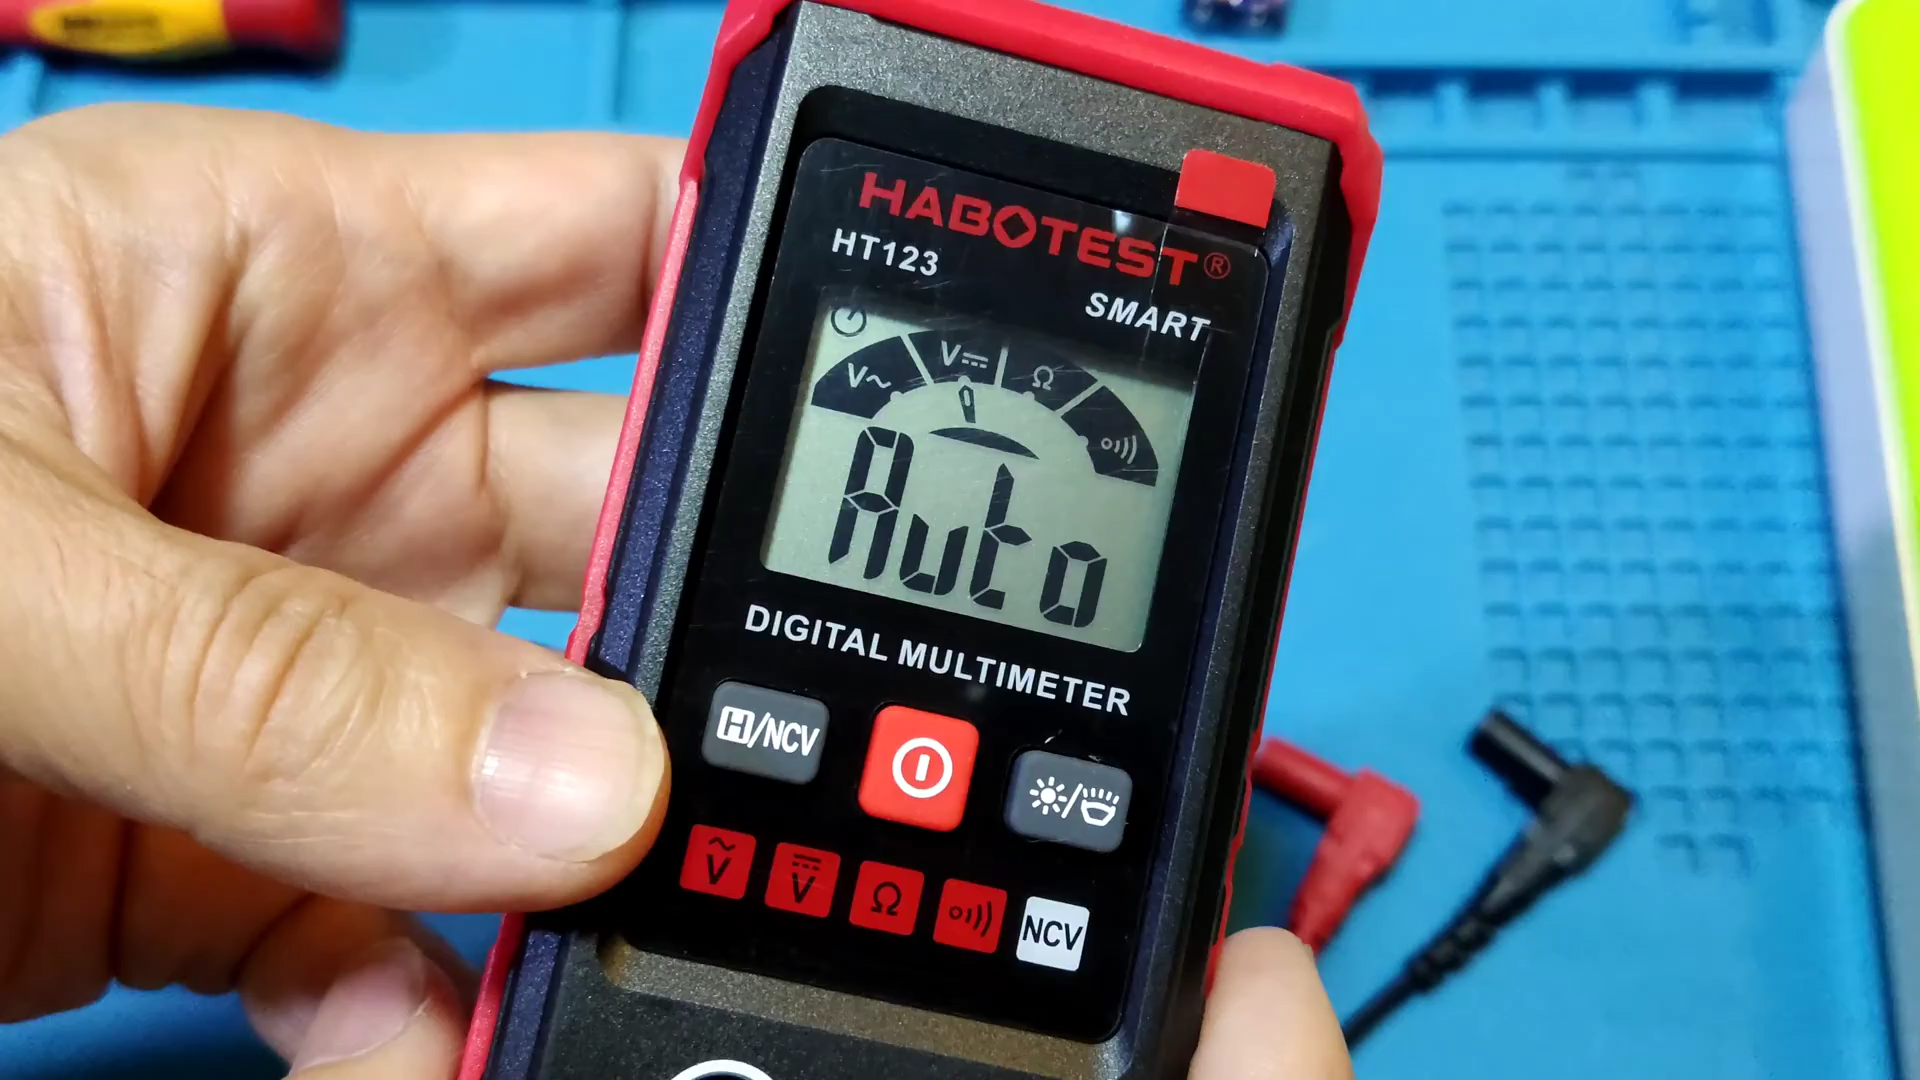 HABOTEST®
HT123
SMART
V~ V⎓ Ω o)))
Auto
DIGITAL MULTIMETER
H/NCV
Ṽ V⎓ Ω o))) NCV